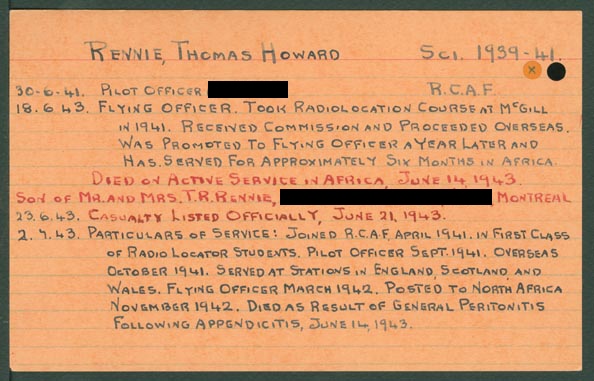 RENNIE, THOMAS HOWARD SCI. 1939-41.
30-6-41. PILOT OFFICER R.C.A.F.
18.6.43. FLYING OFFICER. TOOK RADIOLOCATION COURSE AT McGILL
IN 1941. RECEIVED COMMISSION AND PROCEEDED OVERSEAS.
WAS PROMOTED TO FLYING OFFICER A YEAR LATER AND
HAS SERVED FOR APPROXIMATELY SIX MONTHS IN AFRICA.
DIED ON ACTIVE SERVICE IN AFRICA, JUNE 14, 1943.
SON OF MR. AND MRS. T.R. RENNIE, MONTREAL
23.6.43. CASUALTY LISTED OFFICIALLY, JUNE 21, 1943.
2.7.43. PARTICULARS OF SERVICE: JOINED R.C.A.F. APRIL 1941. IN FIRST CLASS
OF RADIO LOCATOR STUDENTS. PILOT OFFICER SEPT. 1941. OVERSEAS
OCTOBER 1941. SERVED AT STATIONS IN ENGLAND, SCOTLAND, AND
WALES. FLYING OFFICER MARCH 1942. POSTED TO NORTH AFRICA
NOVEMBER 1942. DIED AS RESULT OF GENERAL PERITONITIS
FOLLOWING APPENDICITIS, JUNE 14, 1943.